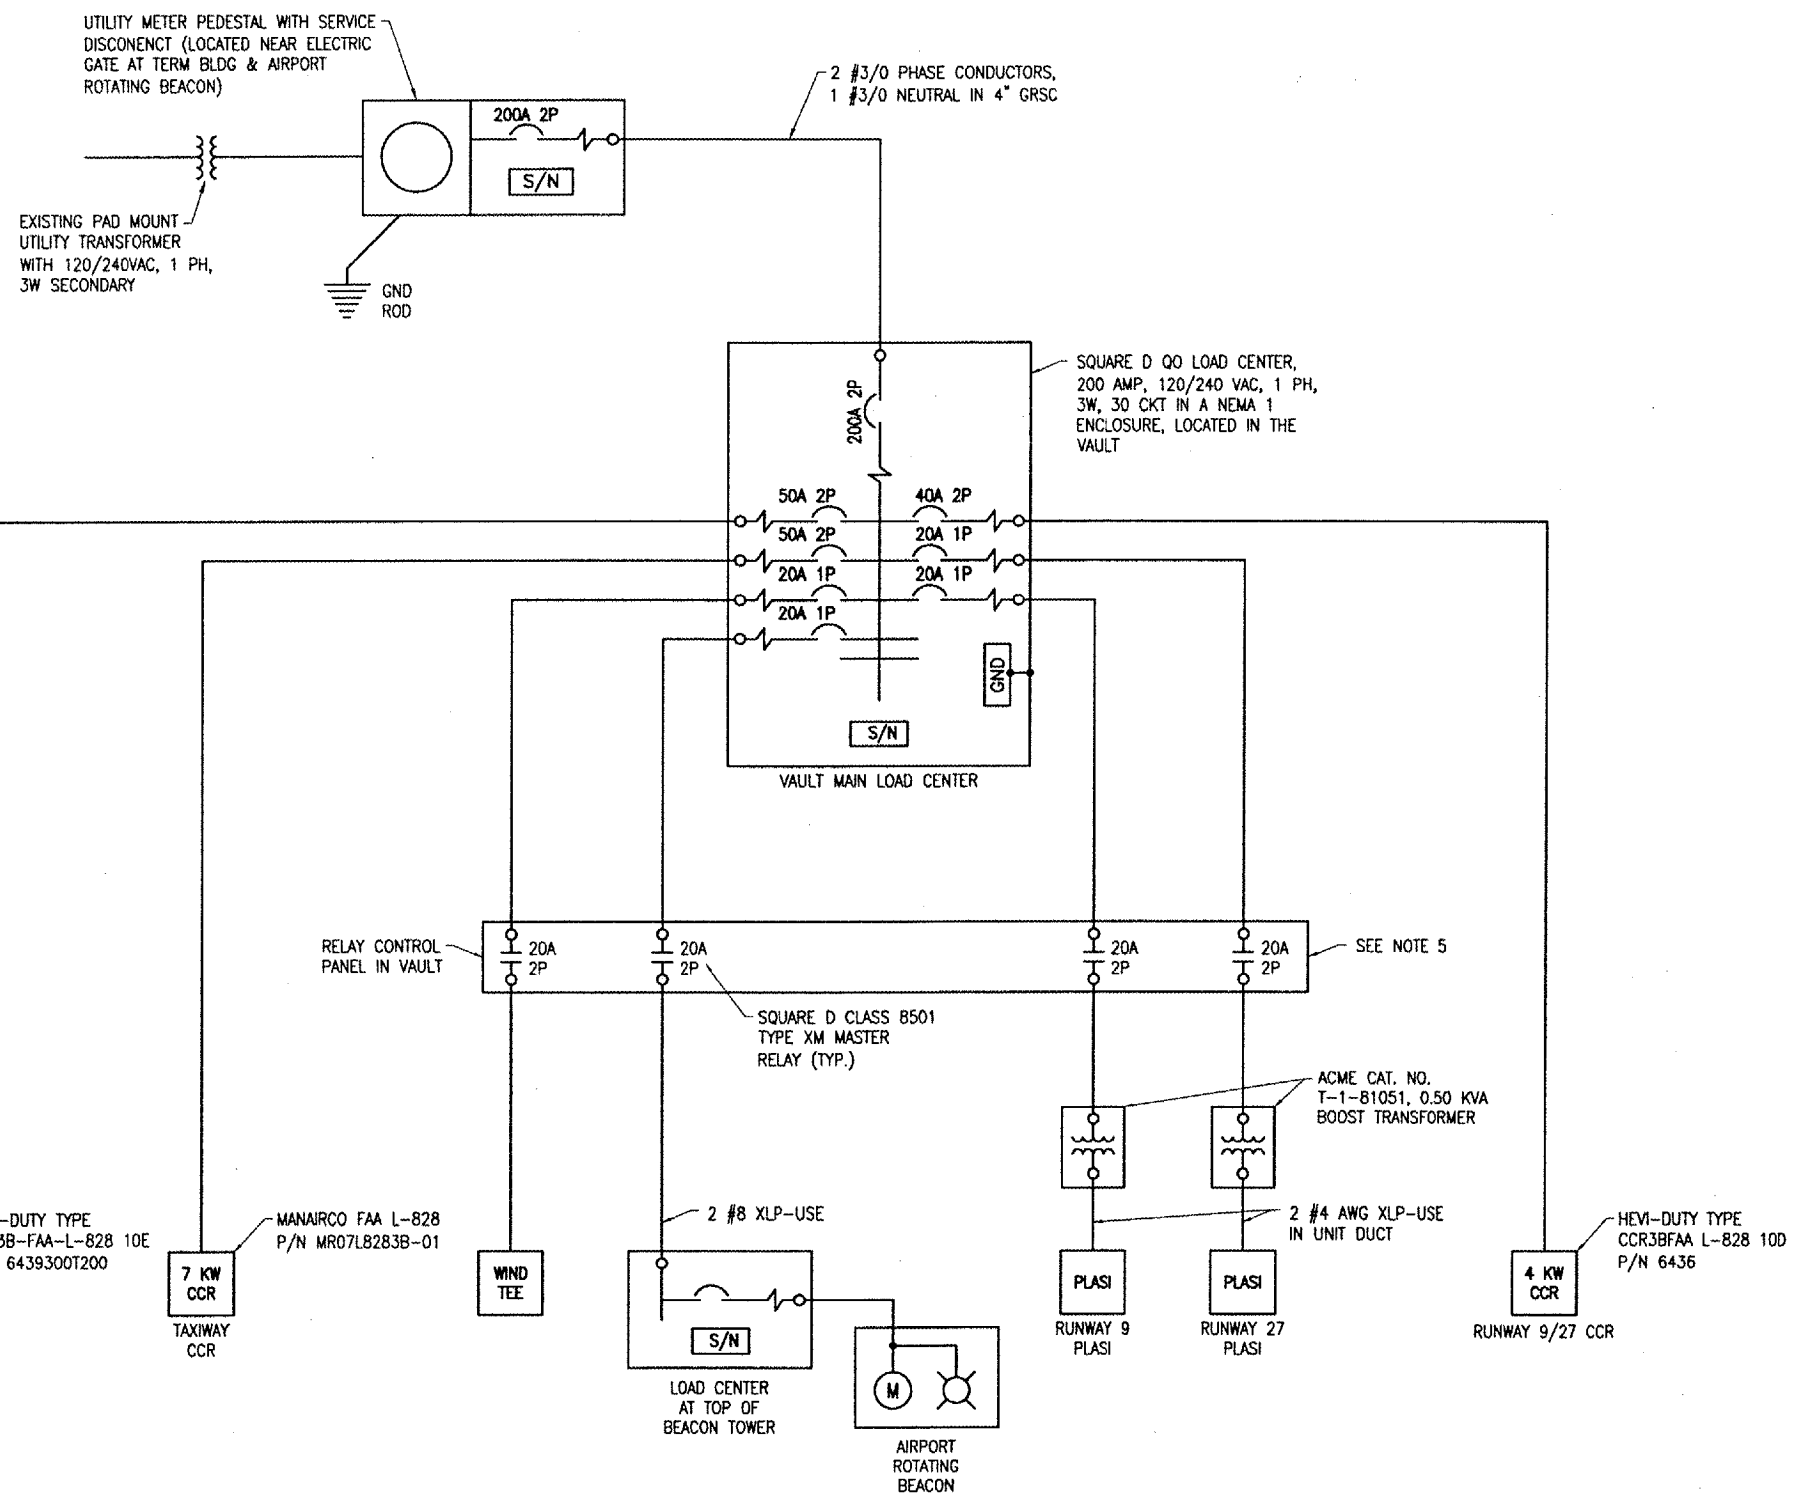 UTILITY METER PEDESTAL WITH SERVICE
DISCONENCT (LOCATED NEAR ELECTRIC
GATE AT TERM BLDG & AIRPORT
ROTATING BEACON)
2 #3/0 PHASE CONDUCTORS,
1 #3/0 NEUTRAL IN 4" GRSC
200A 2P
S/N
EXISTING PAD MOUNT
UTILITY TRANSFORMER
WITH 120/240VAC, 1 PH,
3W SECONDARY
GND
ROD
SQUARE D QO LOAD CENTER,
200 AMP, 120/240 VAC, 1 PH,
3W, 30 CKT IN A NEMA 1
ENCLOSURE, LOCATED IN THE
VAULT
200A 2P
50A 2P
40A 2P
50A 2P
20A 1P
20A 1P
20A 1P
20A 1P
GND
S/N
VAULT MAIN LOAD CENTER
RELAY CONTROL
PANEL IN VAULT
20A
2P
20A
2P
20A
2P
20A
2P
SEE NOTE 5
SQUARE D CLASS 8501
TYPE XM MASTER
RELAY (TYP.)
ACME CAT. NO.
T-1-81051, 0.50 KVA
BOOST TRANSFORMER
-DUTY TYPE
3B-FAA-L-828 10E
6439300T200
MANAIRCO FAA L-828
P/N MR07L8283B-01
2 #8 XLP-USE
2 #4 AWG XLP-USE
IN UNIT DUCT
HEVI-DUTY TYPE
CCR3BFAA L-828 10D
P/N 6436
7 KW
CCR
TAXIWAY
CCR
WIND
TEE
S/N
LOAD CENTER
AT TOP OF
BEACON TOWER
M
AIRPORT
ROTATING
BEACON
PLASI
RUNWAY 9
PLASI
PLASI
RUNWAY 27
PLASI
4 KW
CCR
RUNWAY 9/27 CCR